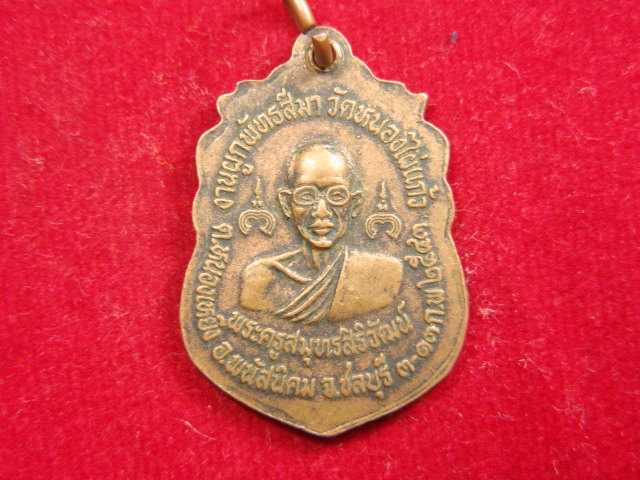 งานผูกพัทธสีมา วัดหนองไผ่แก้ว
ต.หนองเหียง อ.พนัสนิคม จ.ชลบุรี ๓-๑๓ ก.พ ๒๕๔๓
พระครูสมุทรสิริวัฒน์